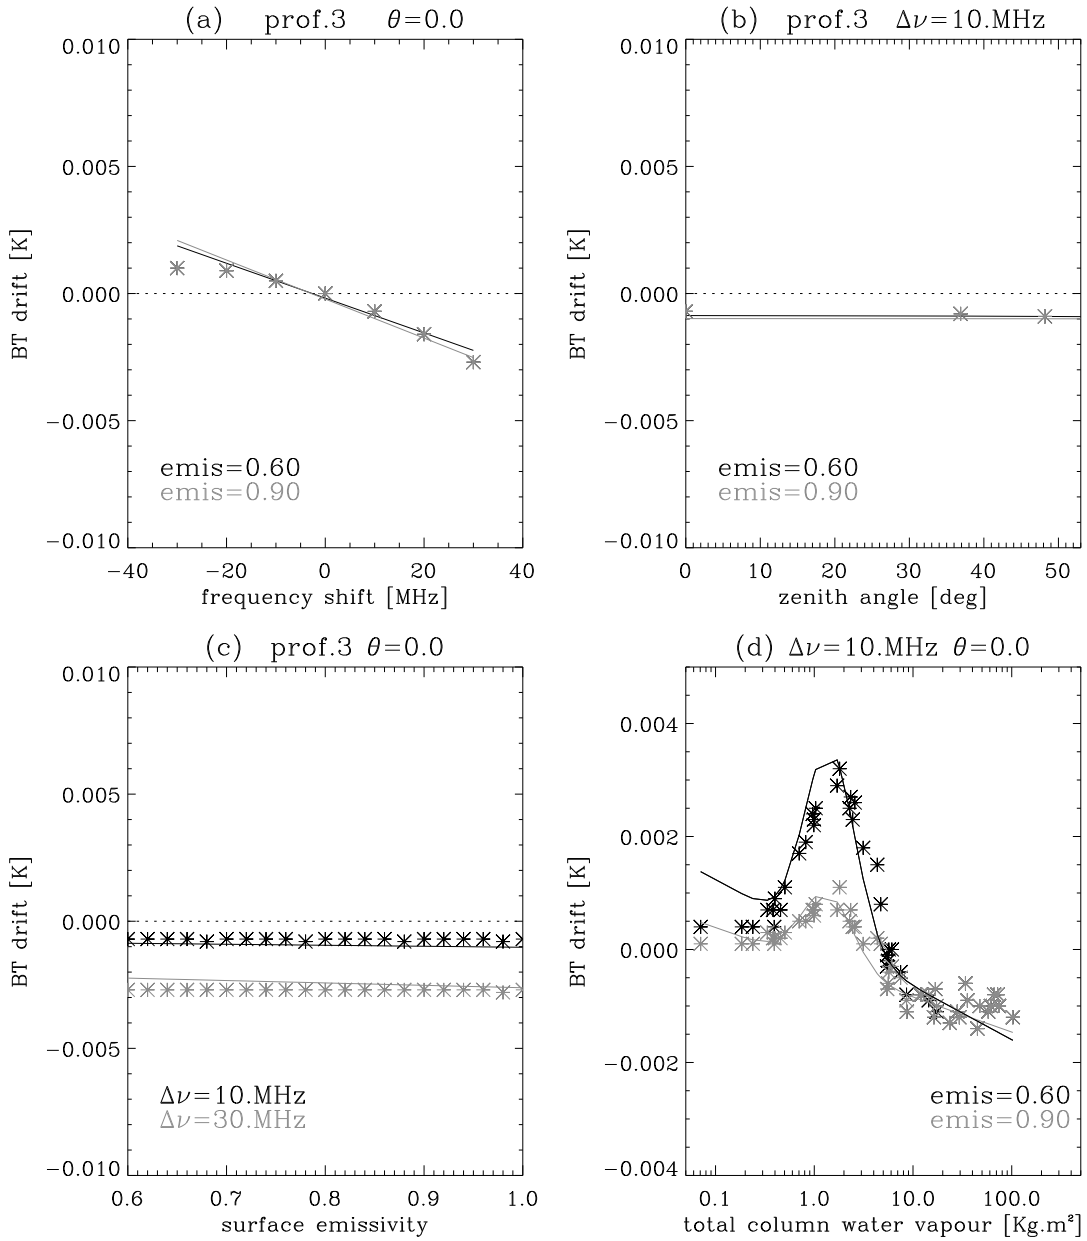 (a) prof.3 θ=0.0
0.010
0.005
0.000
−0.005
−0.010
BT drift [K]
emis=0.60
emis=0.90
−40 −20 0 20 40
frequency shift [MHz]
(b) prof.3 Δν=10.MHz
0.010
0.005
0.000
−0.005
−0.010
BT drift [K]
emis=0.60
emis=0.90
0 10 20 30 40 50
zenith angle [deg]
(c) prof.3 θ=0.0
0.010
0.005
0.000
−0.005
−0.010
BT drift [K]
Δν=10.MHz
Δν=30.MHz
0.6 0.7 0.8 0.9 1.0
surface emissivity
(d) Δν=10.MHz θ=0.0
0.004
0.002
0.000
−0.002
−0.004
BT drift [K]
emis=0.60
emis=0.90
0.1 1.0 10.0 100.0
total column water vapour [Kg.m²]